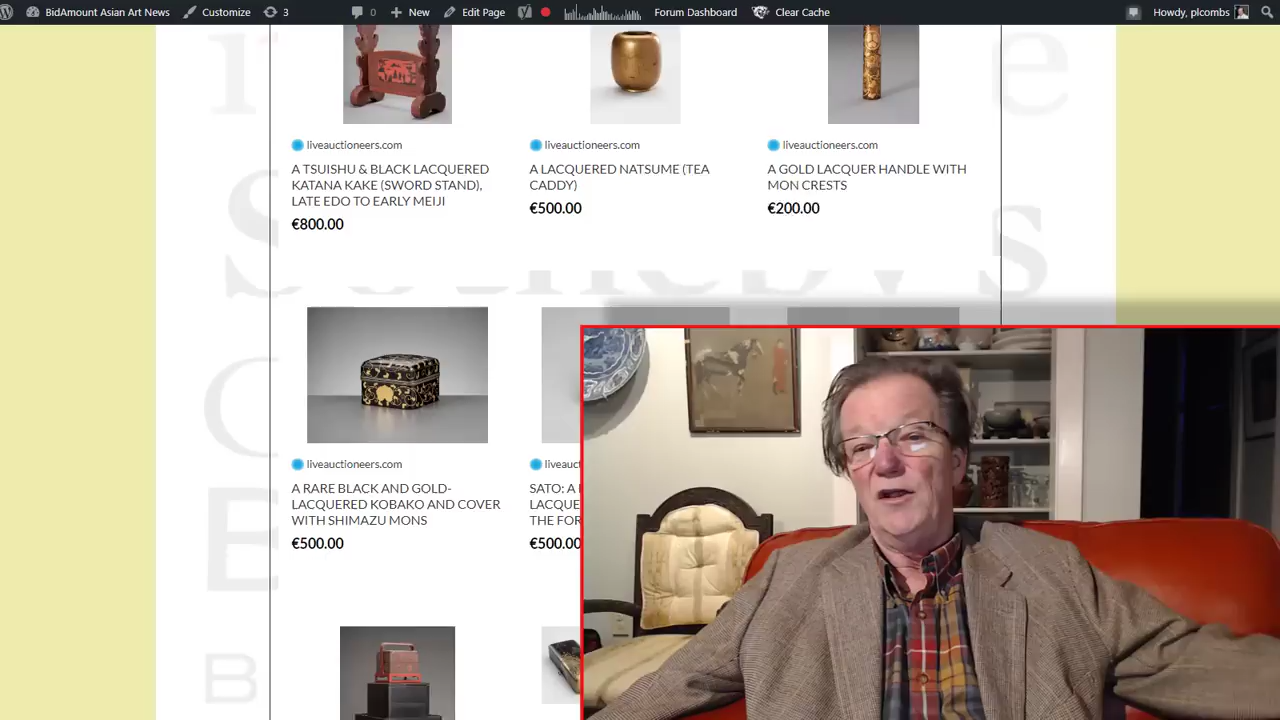 BidAmount Asian Art News Customize 3 0 New Edit Page Forum Dashboard Clear Cache Howdy, plcombs
liveauctioneers.com
A TSUISHU & BLACK LACQUERED
KATANA KAKE (SWORD STAND),
LATE EDO TO EARLY MEIJI
€800.00
liveauctioneers.com
A LACQUERED NATSUME (TEA
CADDY)
€500.00
liveauctioneers.com
A GOLD LACQUER HANDLE WITH
MON CRESTS
€200.00
liveauctioneers.com
A RARE BLACK AND GOLD-
LACQUERED KOBAKO AND COVER
WITH SHIMAZU MONS
€500.00
liveauc
SATO: A
LACQUE
THE FOR
€500.00